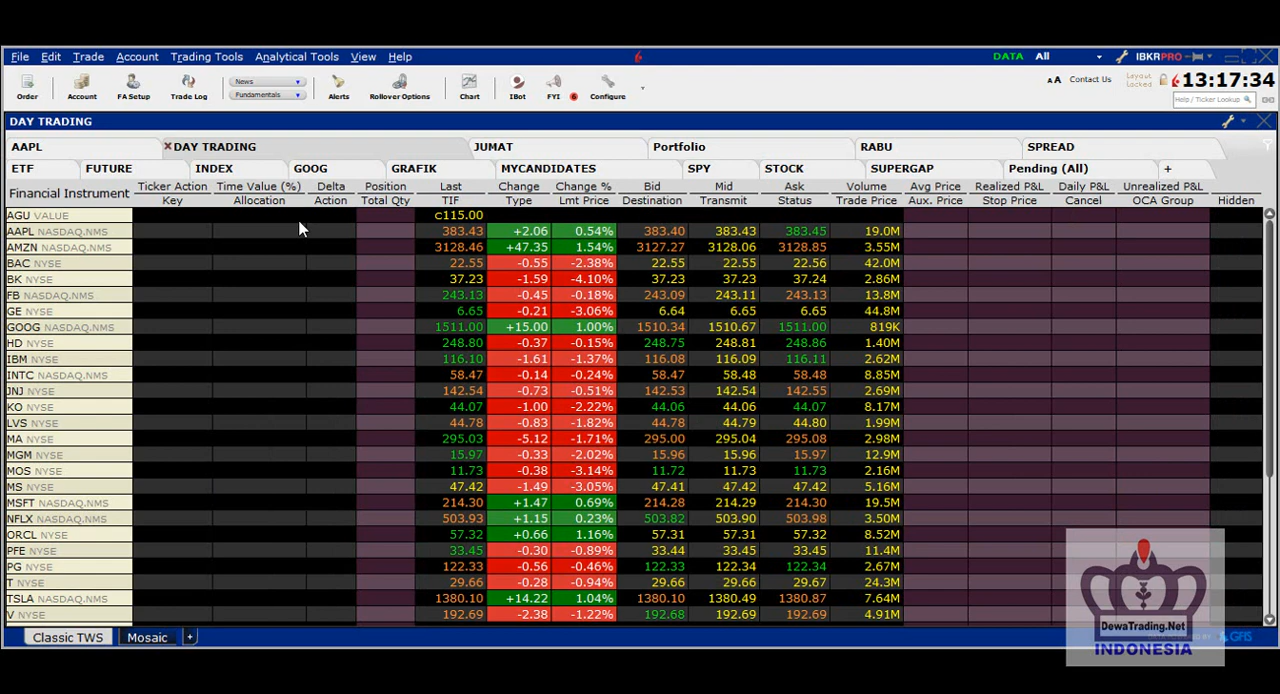 File Edit Trade Account Trading Tools Analytical Tools View Help DATA All IBKRPRO
Order Account FA Setup Trade Log News Fundamentals Alerts Rollover Options Chart IBot FYI 6 Configure A A Contact Us Layout Locked 13:17:34
Help / Ticker Lookup
DAY TRADING
AAPL DAY TRADING JUMAT Portfolio RABU SPREAD
ETF FUTURE INDEX GOOG GRAFIK MYCANDIDATES SPY STOCK SUPERGAP Pending (All) +
Financial Instrument Ticker Action Time Value (%) Delta Position Last Change Change % Bid Mid Ask Volume Avg Price Realized P&L Daily P&L Unrealized P&L
Key Allocation Action Total Qty TIF Type Lmt Price Destination Transmit Status Trade Price Aux. Price Stop Price Cancel OCA Group Hidden
AGU VALUE c115.00
AAPL NASDAQ.NMS 383.43 +2.06 0.54% 383.40 383.43 383.45 19.0M
AMZN NASDAQ.NMS 3128.46 +47.35 1.54% 3127.27 3128.06 3128.85 3.55M
BAC NYSE 22.55 -0.55 -2.38% 22.55 22.55 22.56 42.0M
BK NYSE 37.23 -1.59 -4.10% 37.23 37.23 37.24 2.86M
FB NASDAQ.NMS 243.13 -0.45 -0.18% 243.09 243.11 243.13 13.8M
GE NYSE 6.65 -0.21 -3.06% 6.64 6.65 6.65 44.8M
GOOG NASDAQ.NMS 1511.00 +15.00 1.00% 1510.34 1510.67 1511.00 819K
HD NYSE 248.80 -0.37 -0.15% 248.75 248.81 248.86 1.40M
IBM NYSE 116.10 -1.61 -1.37% 116.08 116.09 116.11 2.62M
INTC NASDAQ.NMS 58.47 -0.14 -0.24% 58.47 58.48 58.48 8.85M
JNJ NYSE 142.54 -0.73 -0.51% 142.53 142.54 142.55 2.69M
KO NYSE 44.07 -1.00 -2.22% 44.06 44.06 44.07 8.17M
LVS NYSE 44.78 -0.83 -1.82% 44.78 44.79 44.80 1.99M
MA NYSE 295.03 -5.12 -1.71% 295.00 295.04 295.08 2.98M
MGM NYSE 15.97 -0.33 -2.02% 15.96 15.96 15.97 12.9M
MOS NYSE 11.73 -0.38 -3.14% 11.72 11.73 11.73 2.16M
MS NYSE 47.42 -1.49 -3.05% 47.41 47.42 47.42 5.16M
MSFT NASDAQ.NMS 214.30 +1.47 0.69% 214.28 214.29 214.30 19.5M
NFLX NASDAQ.NMS 503.93 +1.15 0.23% 503.82 503.90 503.98 3.50M
ORCL NYSE 57.32 +0.66 1.16% 57.31 57.31 57.32 8.52M
PFE NYSE 33.45 -0.30 -0.89% 33.44 33.44 33.45 11.4M
PG NYSE 122.33 -0.56 -0.46% 122.33 122.34 122.34 2.67M
T NYSE 29.66 -0.28 -0.94% 29.66 29.66 29.67 24.3M
TSLA NASDAQ.NMS 1380.10 +14.22 1.04% 1380.10 1380.49 1380.87 7.64M
V NYSE 192.69 -2.38 -1.22% 192.68 192.69 192.69 4.91M
Classic TWS Mosaic + GFIS
DewaTrading.Net
INDONESIA